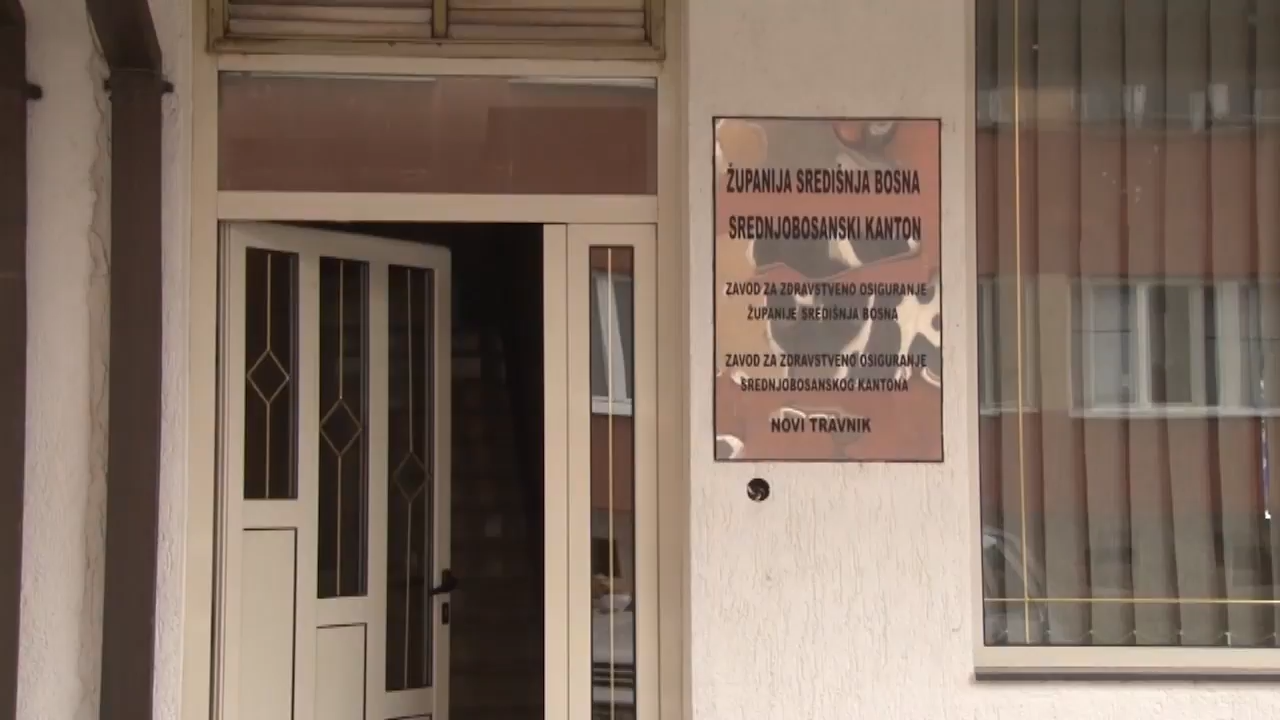 ŽUPANIJA SREDIŠNJA BOSNA
SREDNJOBOSANSKI KANTON
ZAVOD ZA ZDRAVSTVENO OSIGURANJE
ŽUPANIJE SREDIŠNJA BOSNA
ZAVOD ZA ZDRAVSTVENO OSIGURANJE
SREDNJOBOSANSKOG KANTONA
NOVI TRAVNIK